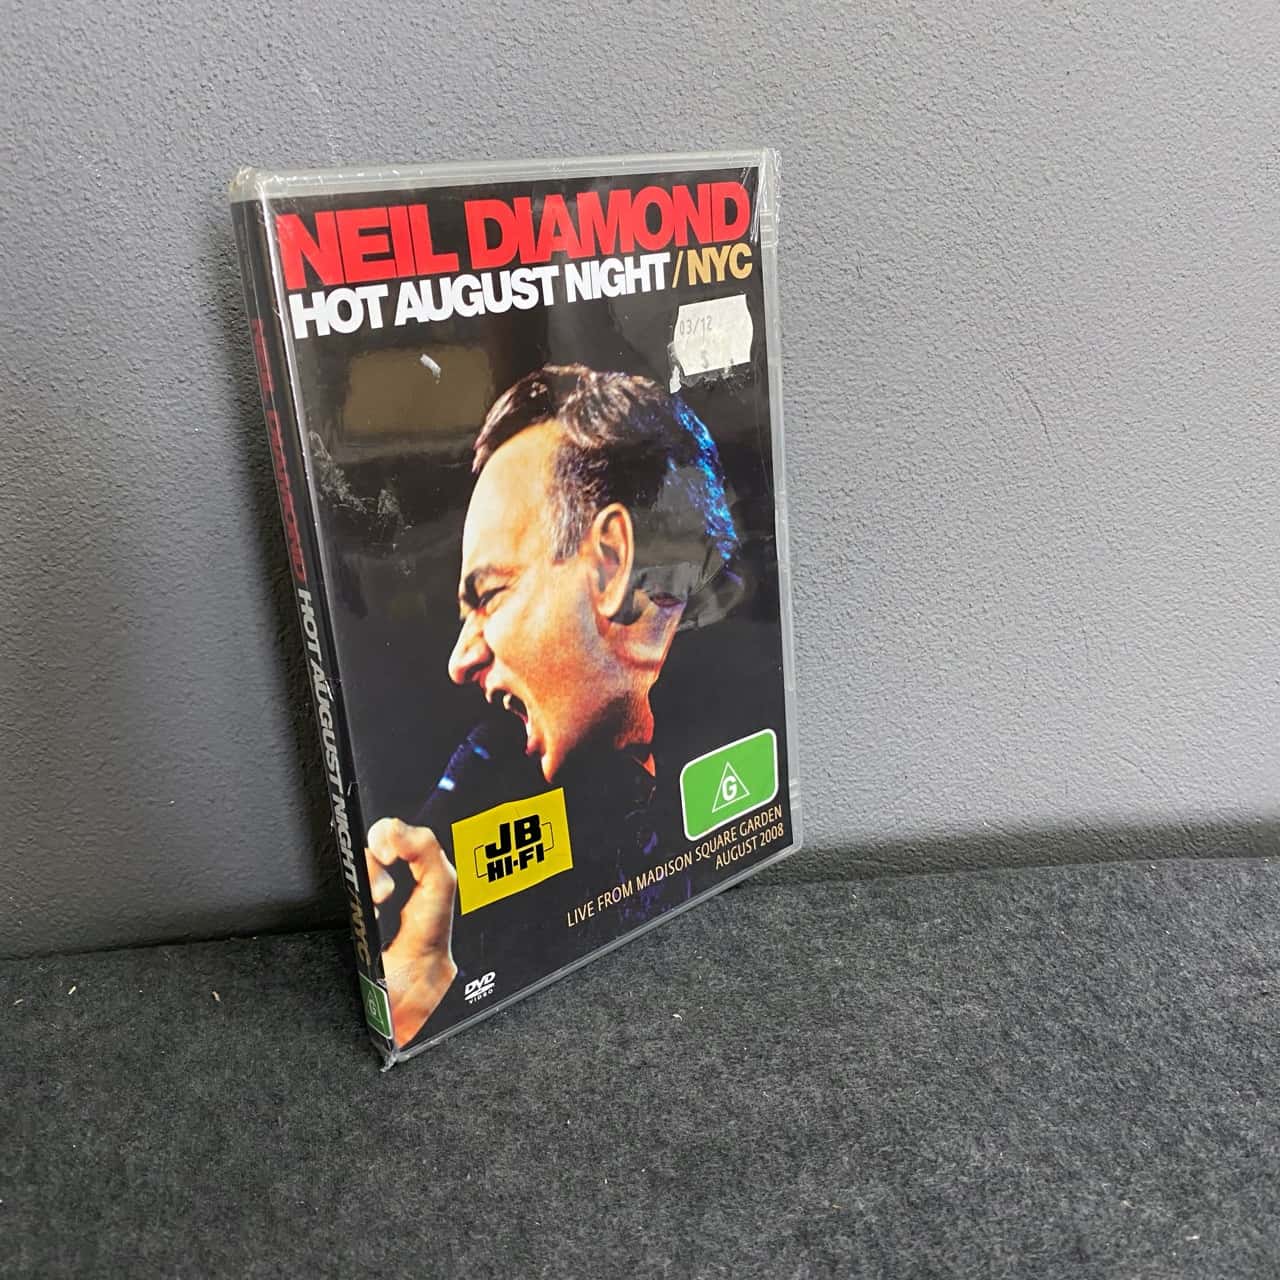 NEIL DIAMOND
HOT AUGUST NIGHT / NYC
03/12
$
JB
HI-FI
G
LIVE FROM MADISON SQUARE GARDEN
AUGUST 2008
DVD
VIDEO
NEIL DIAMOND HOT AUGUST NIGHT / NYC
G